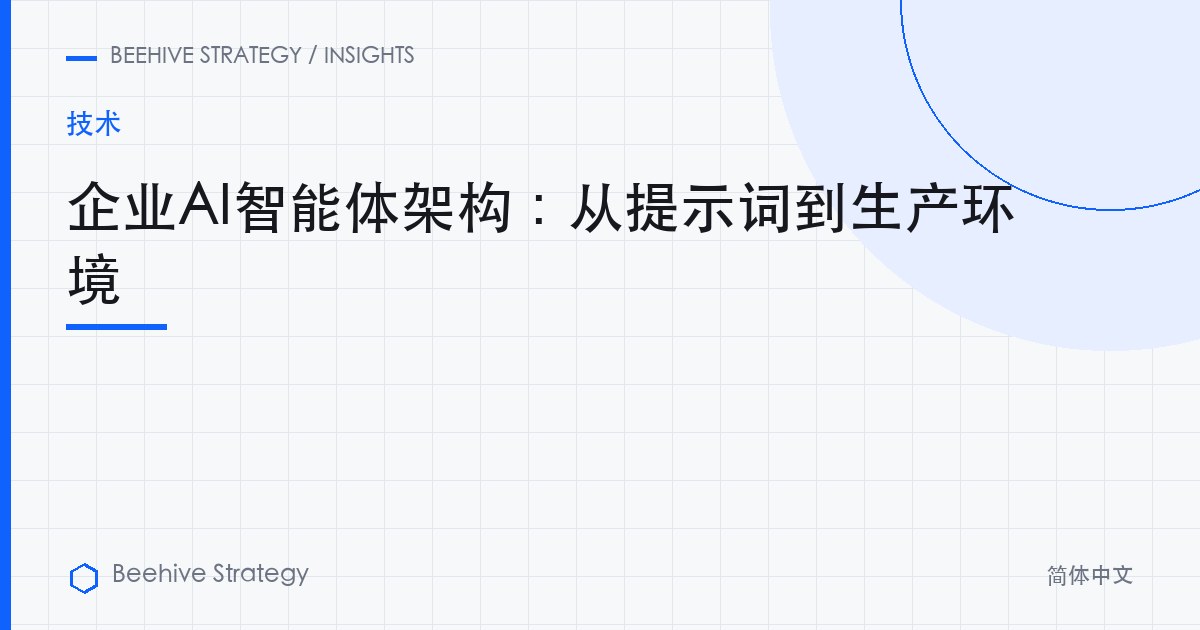 BEEHIVE STRATEGY / INSIGHTS
技术
企业AI智能体架构：从提示词到生产环
境
Beehive Strategy
简体中文